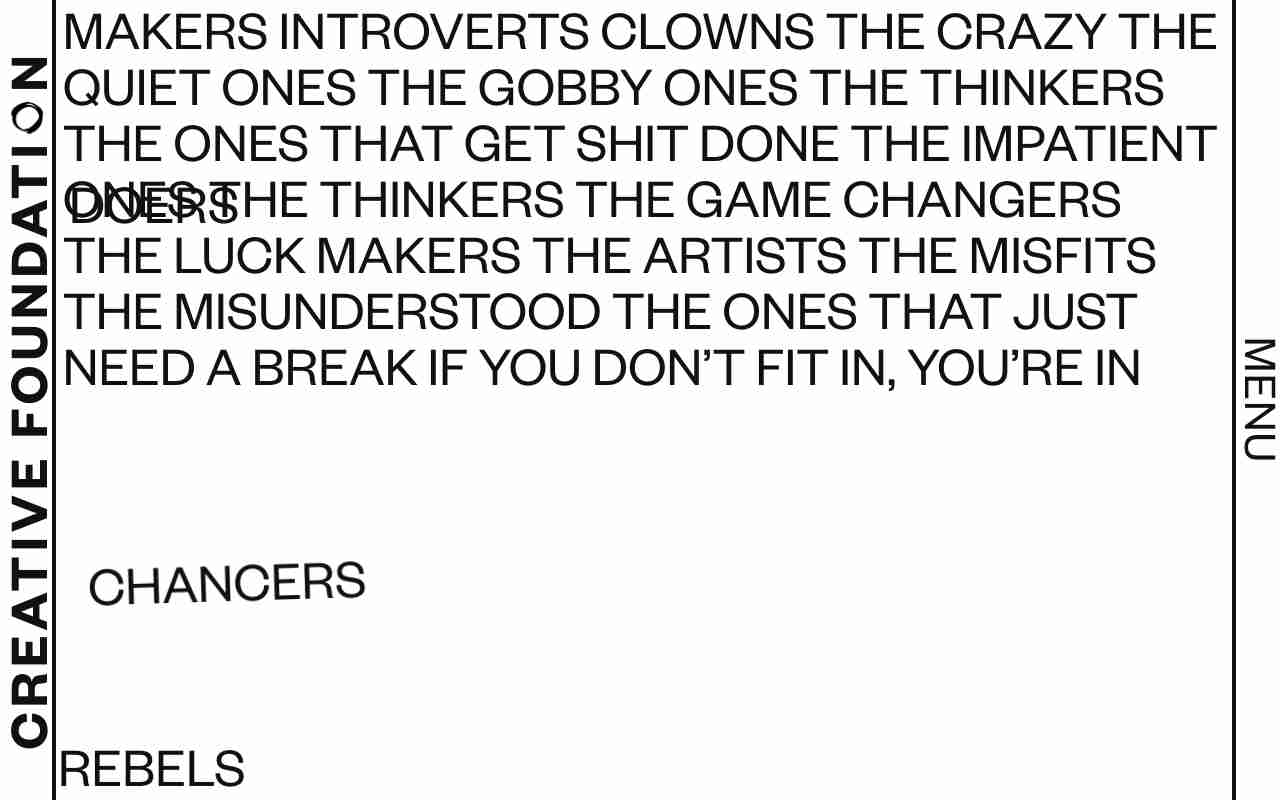 CREATIVE FOUNDATION
MAKERS INTROVERTS CLOWNS THE CRAZY THE
QUIET ONES THE GOBBY ONES THE THINKERS
THE ONES THAT GET SHIT DONE THE IMPATIENT
ONES THE THINKERS THE GAME CHANGERS
DOERS
THE LUCK MAKERS THE ARTISTS THE MISFITS
THE MISUNDERSTOOD THE ONES THAT JUST
NEED A BREAK IF YOU DON’T FIT IN, YOU’RE IN
MENU
CHANCERS
REBELS